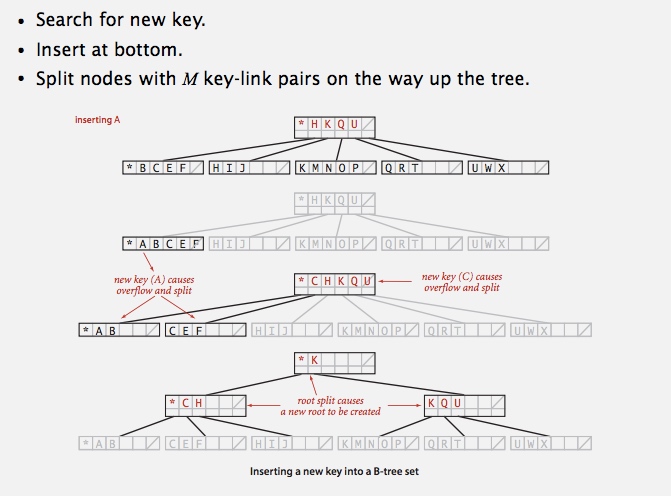 • Search for new key.
• Insert at bottom.
• Split nodes with M key-link pairs on the way up the tree.
inserting A
* H K Q U
* B C E F H I J K M N O P Q R T U W X
* H K Q U
* A B C E F H I J K M N O P Q R T U W X
new key (A) causes
overflow and split
* C H K Q U
new key (C) causes
overflow and split
* A B C E F H I J K M N O P Q R T U W X
* K
* C H
root split causes
a new root to be created
K Q U
* A B C E F H I J K M N O P Q R T U W X
Inserting a new key into a B-tree set